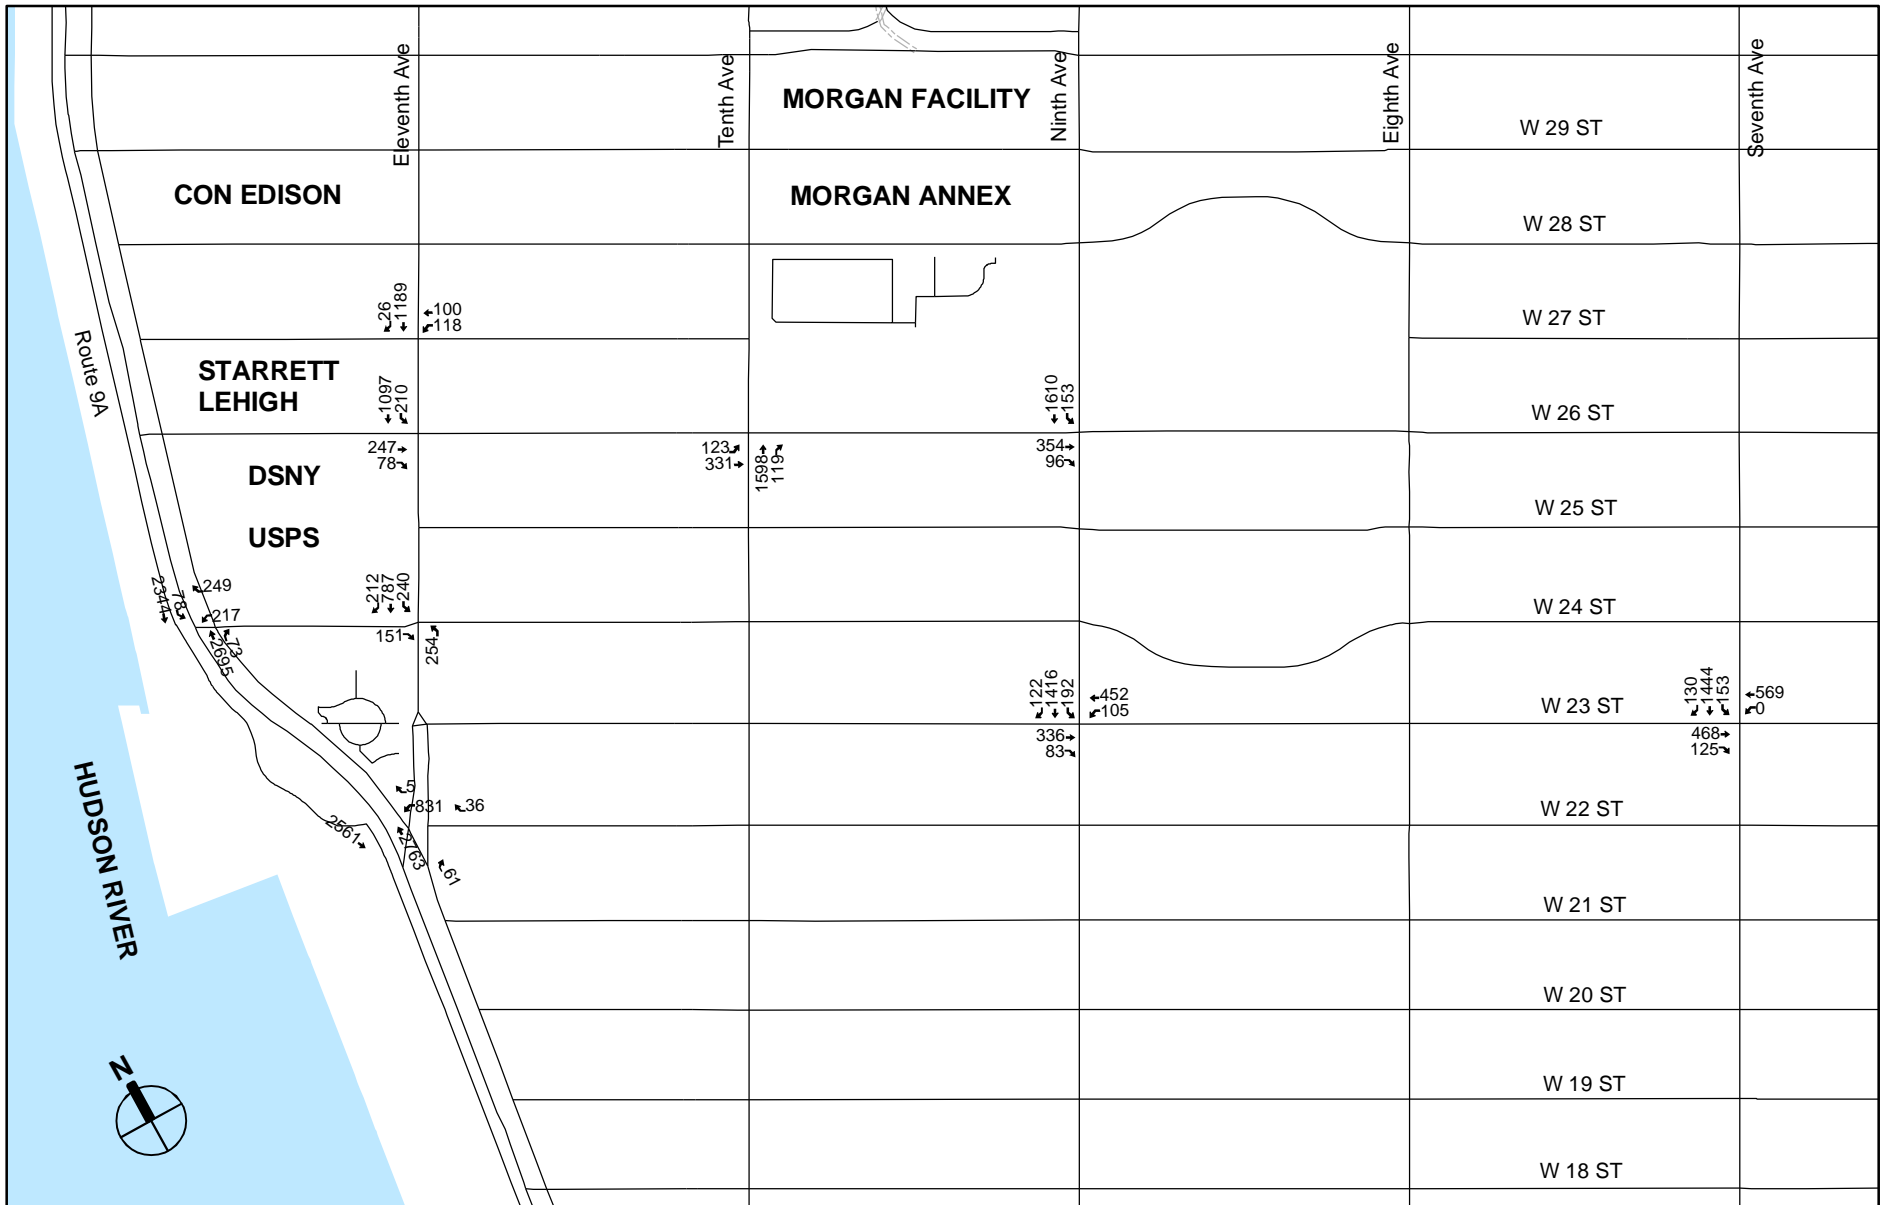 Eleventh Ave
Tenth Ave
Ninth Ave
Eighth Ave
Seventh Ave
MORGAN FACILITY
W 29 ST
CON EDISON
MORGAN ANNEX
W 28 ST
26
1189
100
118
W 27 ST
Route 9A
STARRETT
LEHIGH
1097
210
1610
153
W 26 ST
247
78
123
331
1598
119
354
96
DSNY
W 25 ST
USPS
2344
78
249
217
212
787
240
W 24 ST
2695
73
151
254
122
1416
192
452
105
W 23 ST
130
1444
153
569
0
336
83
468
125
HUDSON RIVER
5
831
36
W 22 ST
2561
2763
61
W 21 ST
W 20 ST
N
W 19 ST
W 18 ST